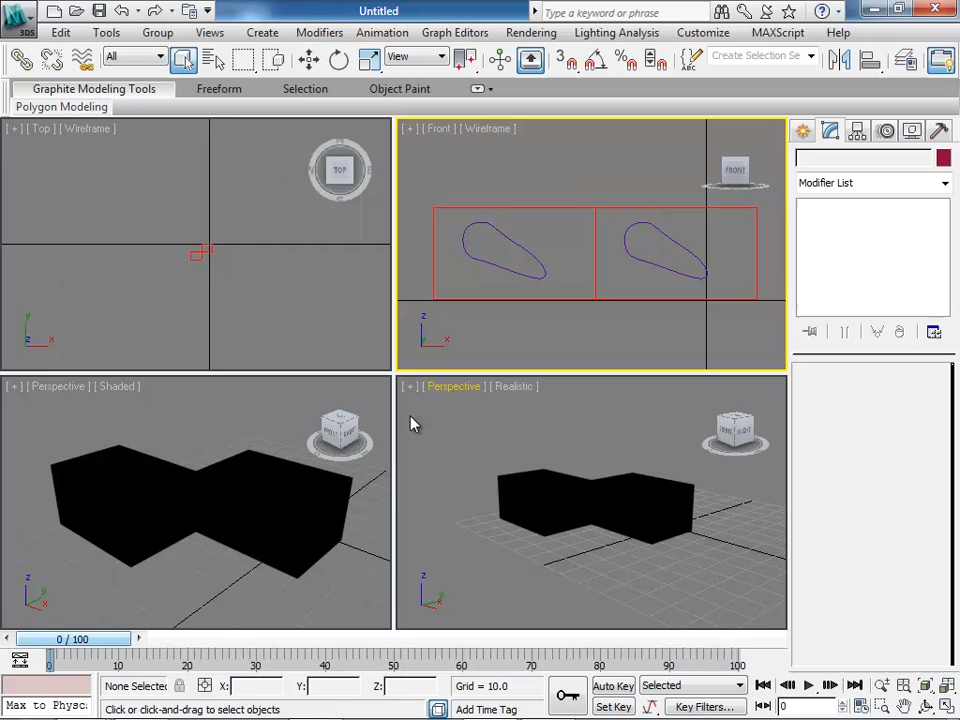 Untitled
Type a keyword or phrase
3DS
Edit Tools Group Views Create Modifiers Animation Graph Editors Rendering Lighting Analysis Customize MAXScript Help
All View 3 % Create Selection Se
Graphite Modeling Tools Freeform Selection Object Paint
Polygon Modeling
[ + ] [ Top ] [ Wireframe ]
[ + ] [ Front ] [ Wireframe ]
TOP
FRONT
Modifier List
y
z x
z
y x
[ + ] [ Perspective ] [ Shaded ]
[ + ] [ Perspective ] [ Realistic ]
z
y
x
z
y
x
0 / 100
0 10 20 30 40 50 60 70 80 90 100
None Selected X: Y: Z: Grid = 10.0 Auto Key Selected
Max to Physc Click or click-and-drag to select objects Add Time Tag Set Key Key Filters... 0